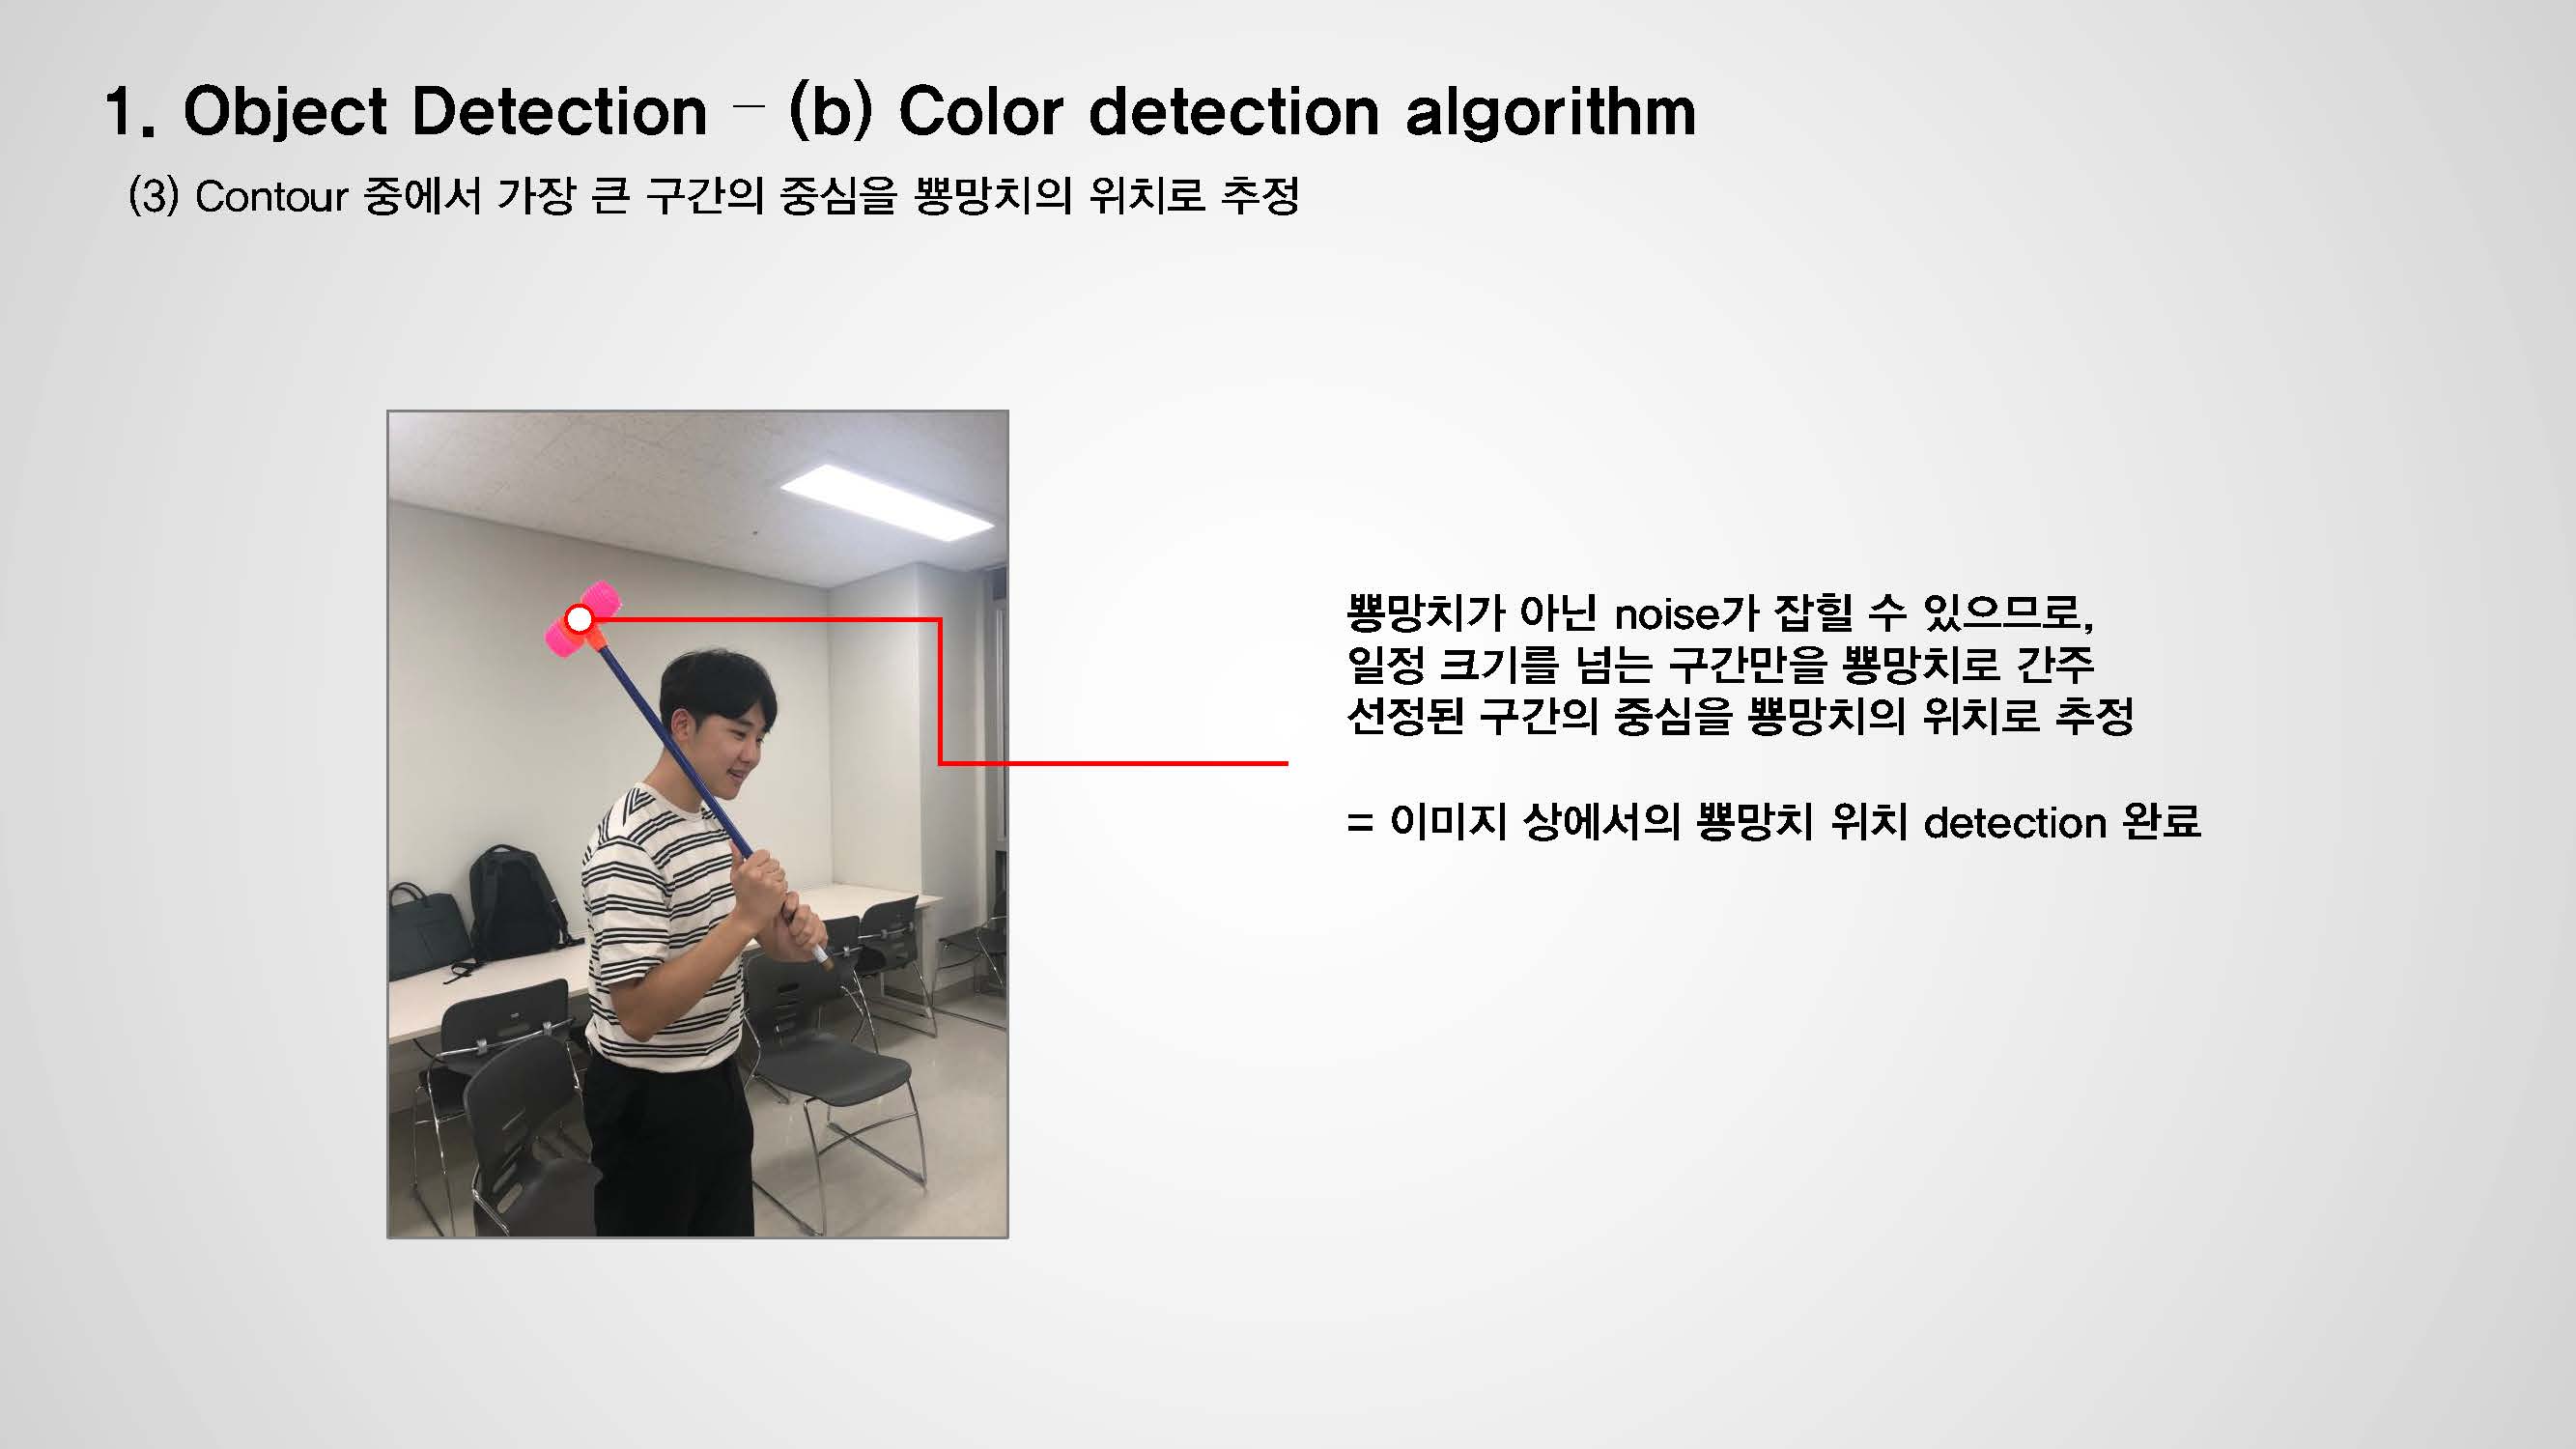 1. Object Detection – (b) Color detection algorithm
(3) Contour 중에서 가장 큰 구간의 중심을 뿅망치의 위치로 추정
뿅망치가 아닌 noise가 잡힐 수 있으므로,
일정 크기를 넘는 구간만을 뿅망치로 간주
선정된 구간의 중심을 뿅망치의 위치로 추정
= 이미지 상에서의 뿅망치 위치 detection 완료